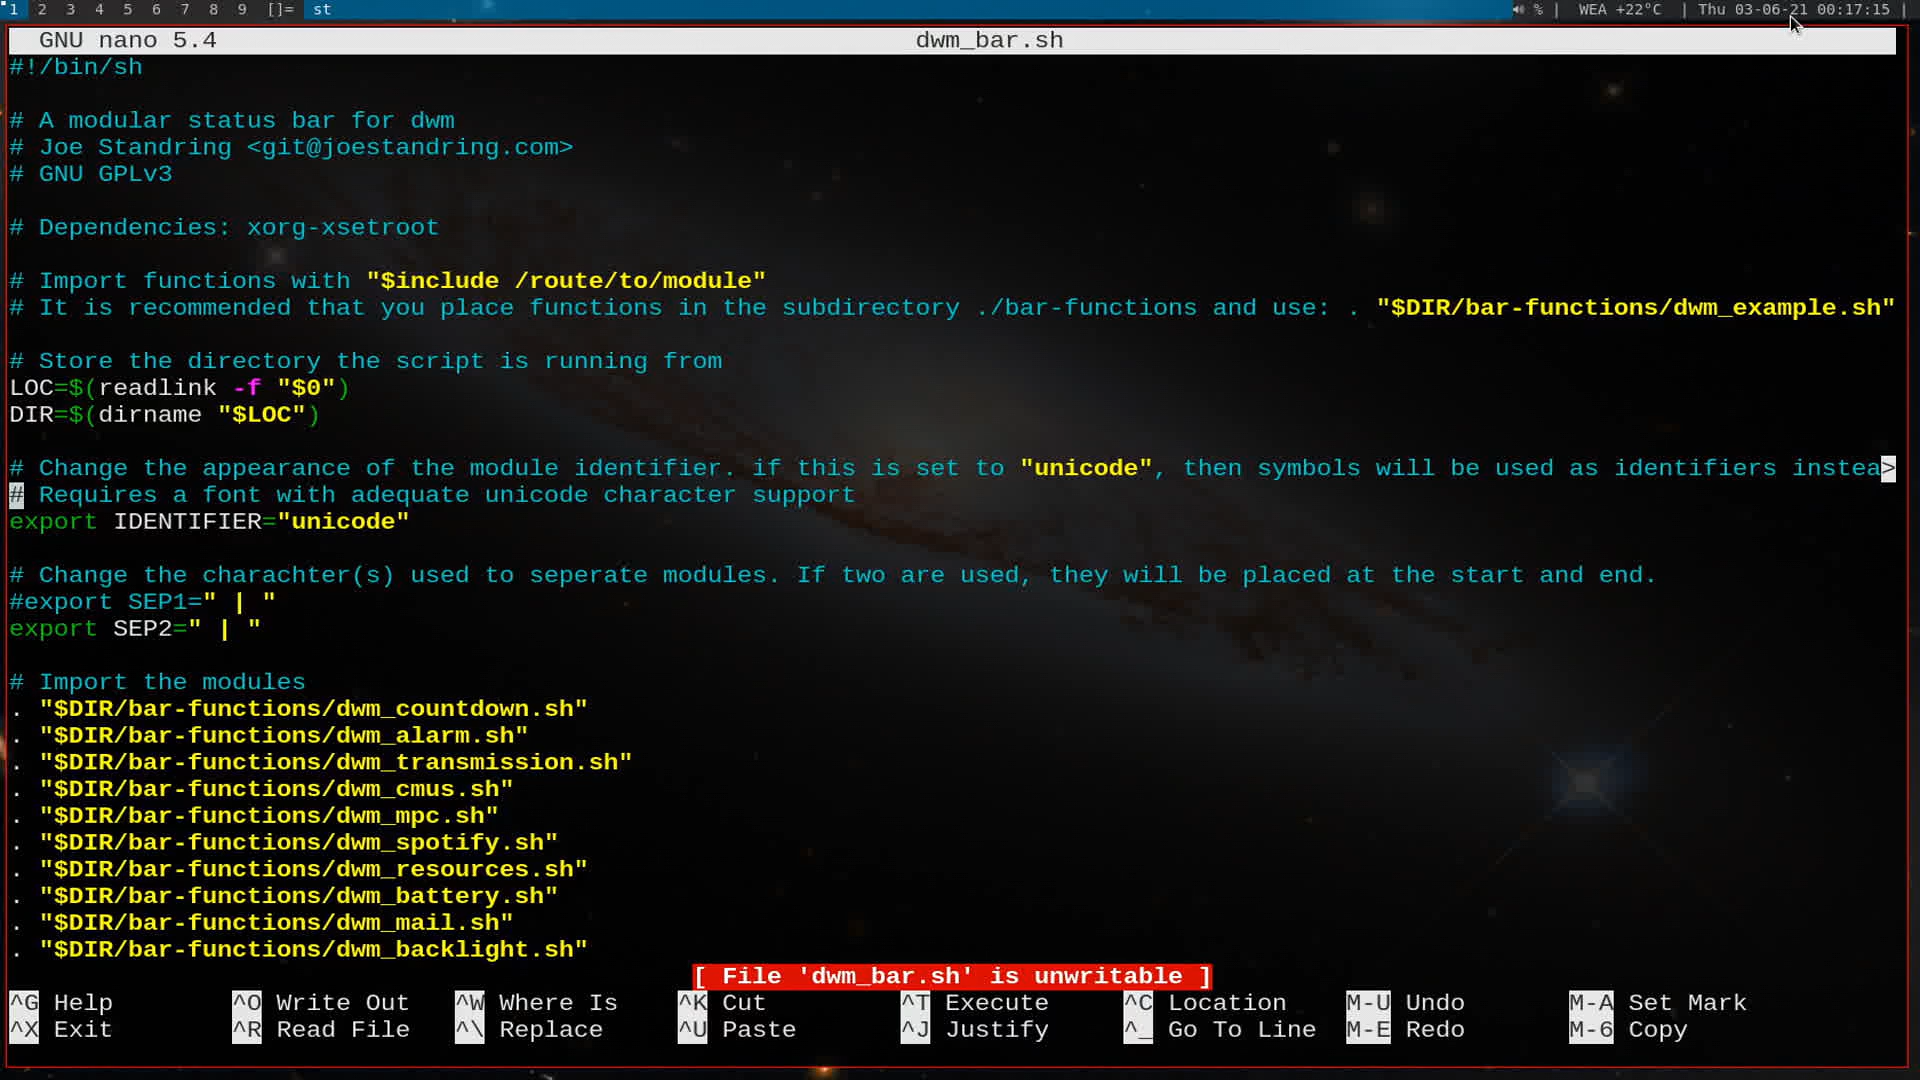 1 2 3 4 5 6 7 8 9 []= st % | WEA +22°C | Thu 03-06-21 00:17:15 |
GNU nano 5.4 dwm_bar.sh
#!/bin/sh
# A modular status bar for dwm
# Joe Standring <git@joestandring.com>
# GNU GPLv3
# Dependencies: xorg-xsetroot
# Import functions with "$include /route/to/module"
# It is recommended that you place functions in the subdirectory ./bar-functions and use: . "$DIR/bar-functions/dwm_example.sh"
# Store the directory the script is running from
LOC=$(readlink -f "$0")
DIR=$(dirname "$LOC")
# Change the appearance of the module identifier. if this is set to "unicode", then symbols will be used as identifiers instea>
# Requires a font with adequate unicode character support
export IDENTIFIER="unicode"
# Change the charachter(s) used to seperate modules. If two are used, they will be placed at the start and end.
#export SEP1=" | "
export SEP2=" | "
# Import the modules
. "$DIR/bar-functions/dwm_countdown.sh"
. "$DIR/bar-functions/dwm_alarm.sh"
. "$DIR/bar-functions/dwm_transmission.sh"
. "$DIR/bar-functions/dwm_cmus.sh"
. "$DIR/bar-functions/dwm_mpc.sh"
. "$DIR/bar-functions/dwm_spotify.sh"
. "$DIR/bar-functions/dwm_resources.sh"
. "$DIR/bar-functions/dwm_battery.sh"
. "$DIR/bar-functions/dwm_mail.sh"
. "$DIR/bar-functions/dwm_backlight.sh"
[ File 'dwm_bar.sh' is unwritable ]
^G Help ^O Write Out ^W Where Is ^K Cut ^T Execute ^C Location M-U Undo M-A Set Mark
^X Exit ^R Read File ^\ Replace ^U Paste ^J Justify ^_ Go To Line M-E Redo M-6 Copy